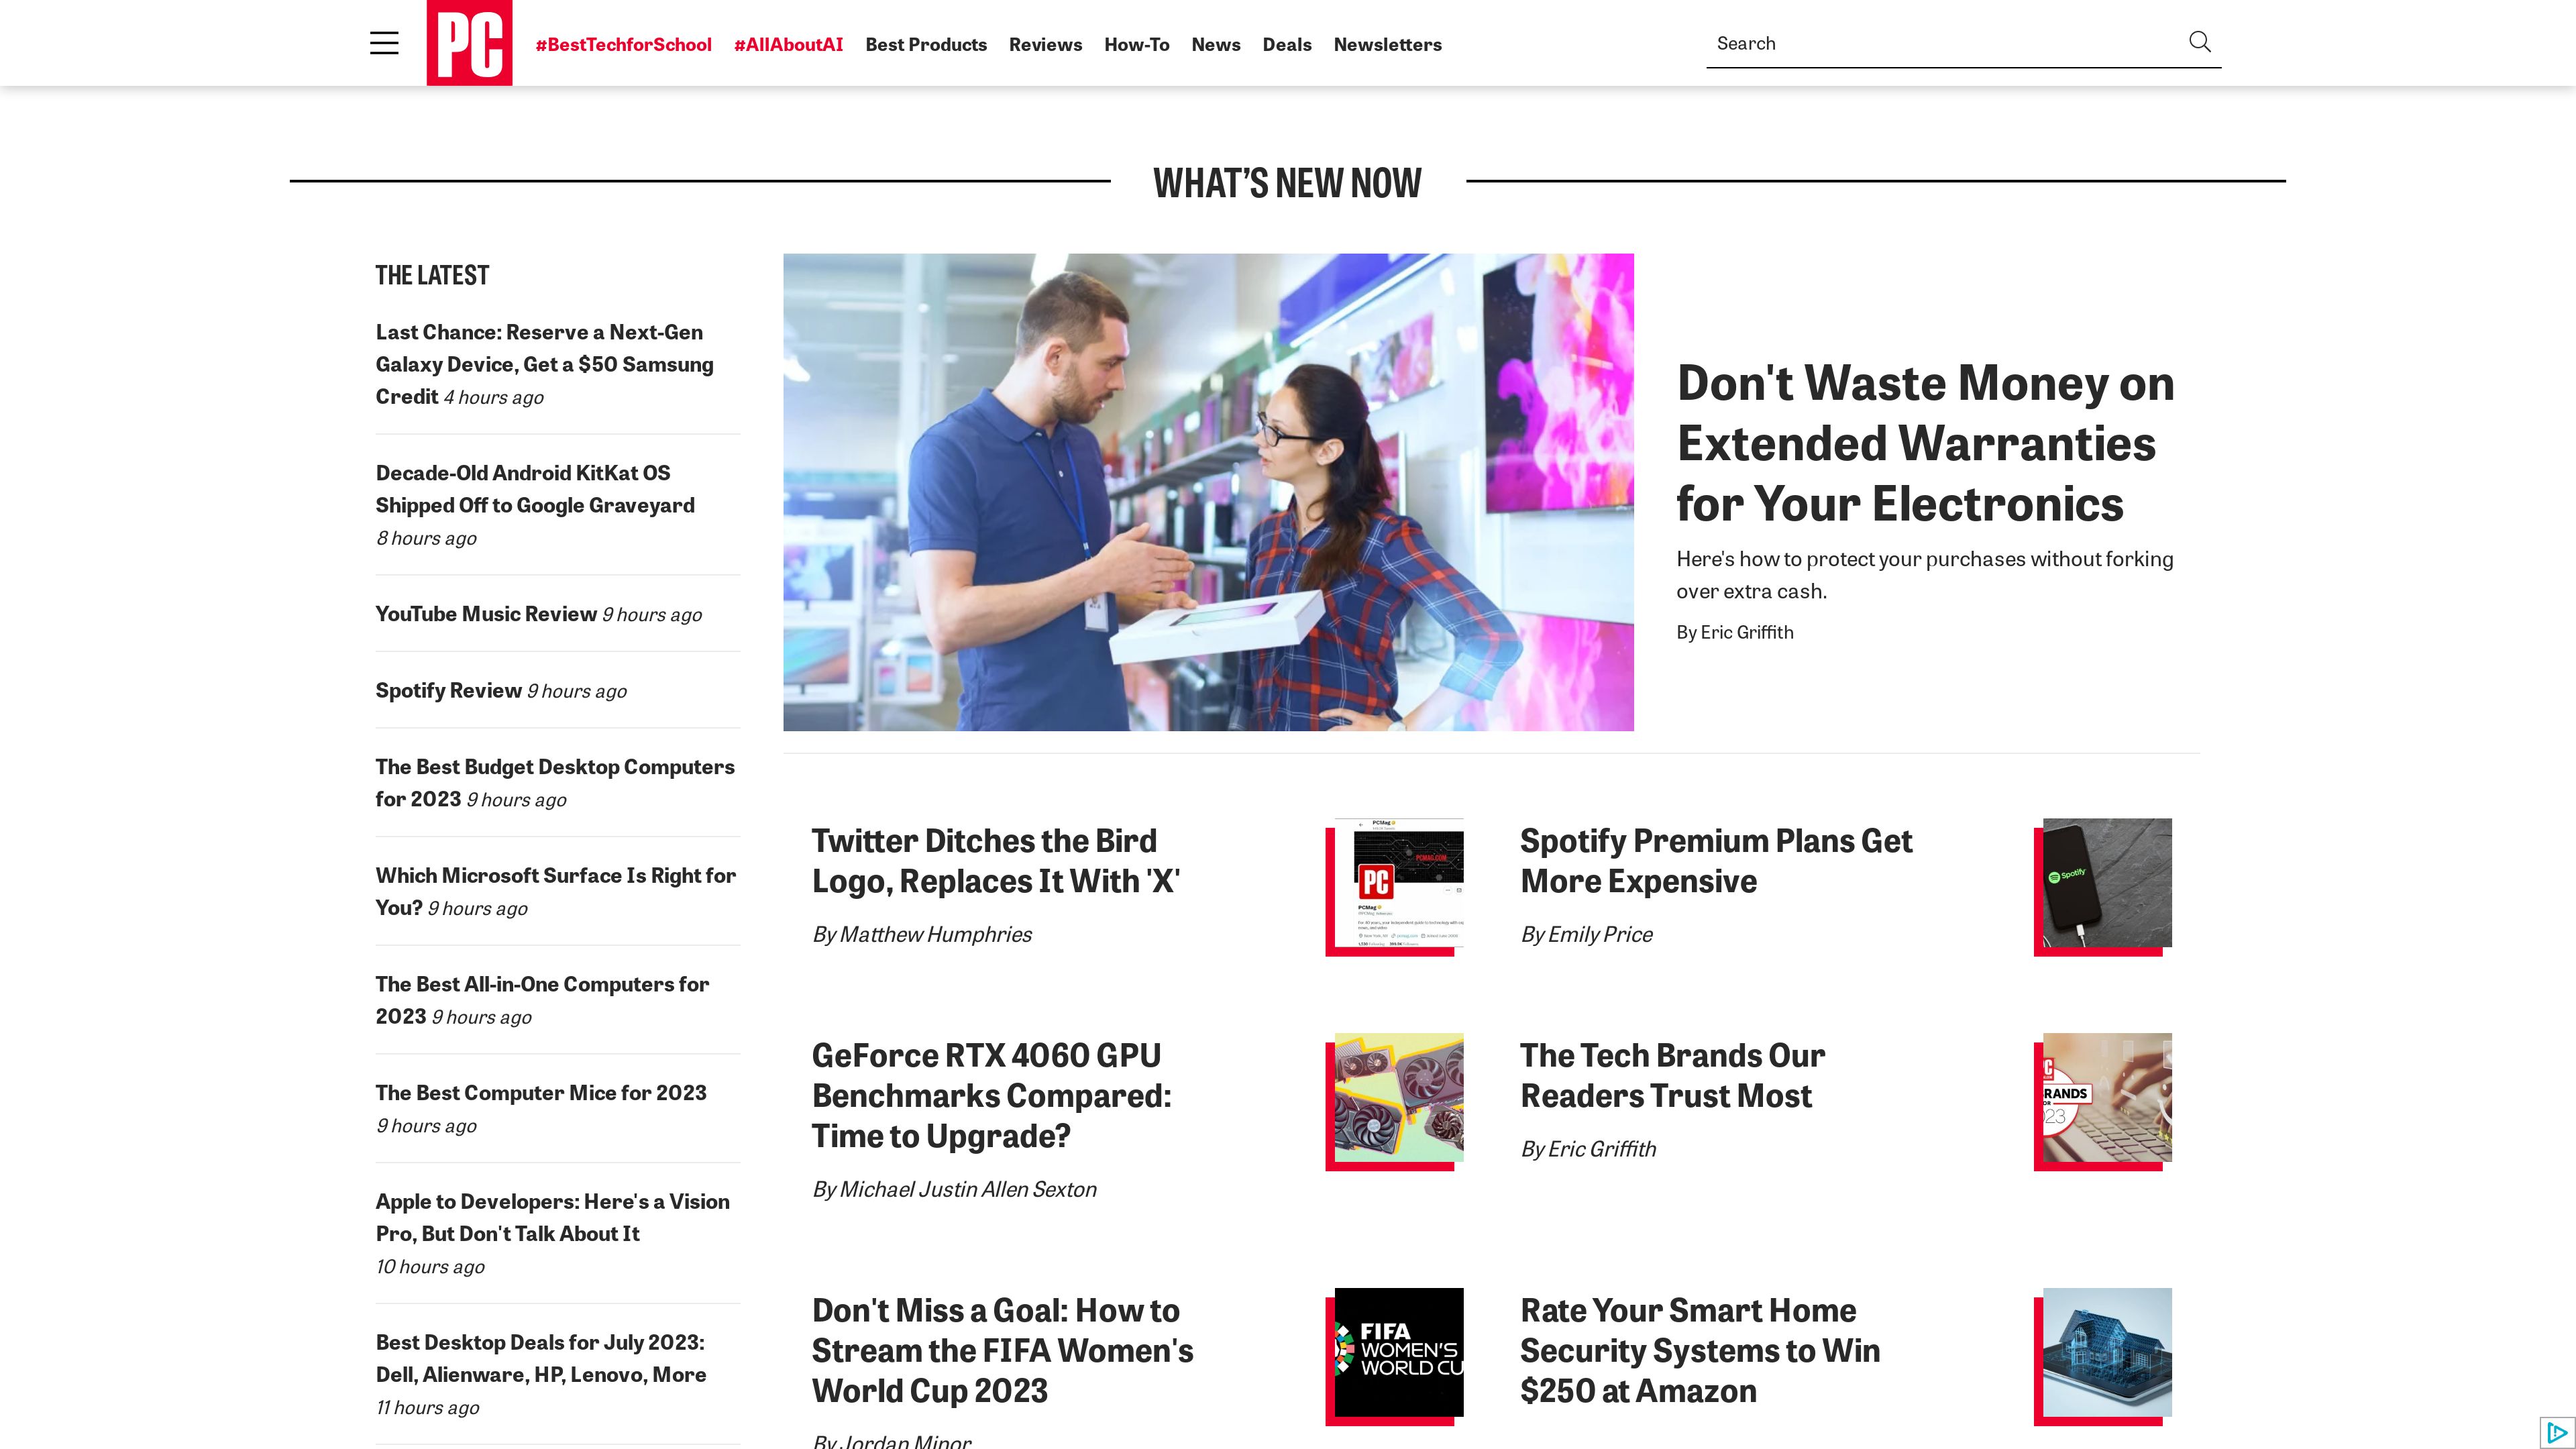 PC
#BestTechforSchool
#AllAboutAI
Best Products
Reviews
How-To
News
Deals
Newsletters
Search
WHAT'S NEW NOW
THE LATEST
Last Chance: Reserve a Next-Gen
Galaxy Device, Get a $50 Samsung
Credit 4 hours ago
Decade-Old Android KitKat OS
Shipped Off to Google Graveyard
8 hours ago
YouTube Music Review 9 hours ago
Spotify Review 9 hours ago
The Best Budget Desktop Computers
for 2023 9 hours ago
Which Microsoft Surface Is Right for
You? 9 hours ago
The Best All-in-One Computers for
2023 9 hours ago
The Best Computer Mice for 2023
9 hours ago
Apple to Developers: Here's a Vision
Pro, But Don't Talk About It
10 hours ago
Best Desktop Deals for July 2023:
Dell, Alienware, HP, Lenovo, More
11 hours ago
Don't Waste Money on
Extended Warranties
for Your Electronics
Here's how to protect your purchases without forking
over extra cash.
By Eric Griffith
Twitter Ditches the Bird
Logo, Replaces It With 'X'
By Matthew Humphries
PCMag
PCMAG.COM
PC
PCMag
Spotify Premium Plans Get
More Expensive
By Emily Price
Spotify
GeForce RTX 4060 GPU
Benchmarks Compared:
Time to Upgrade?
By Michael Justin Allen Sexton
The Tech Brands Our
Readers Trust Most
By Eric Griffith
RANDS
Don't Miss a Goal: How to
Stream the FIFA Women's
World Cup 2023
By Jordan Minor
FIFA
WOMEN'S
WORLD CU
Rate Your Smart Home
Security Systems to Win
$250 at Amazon